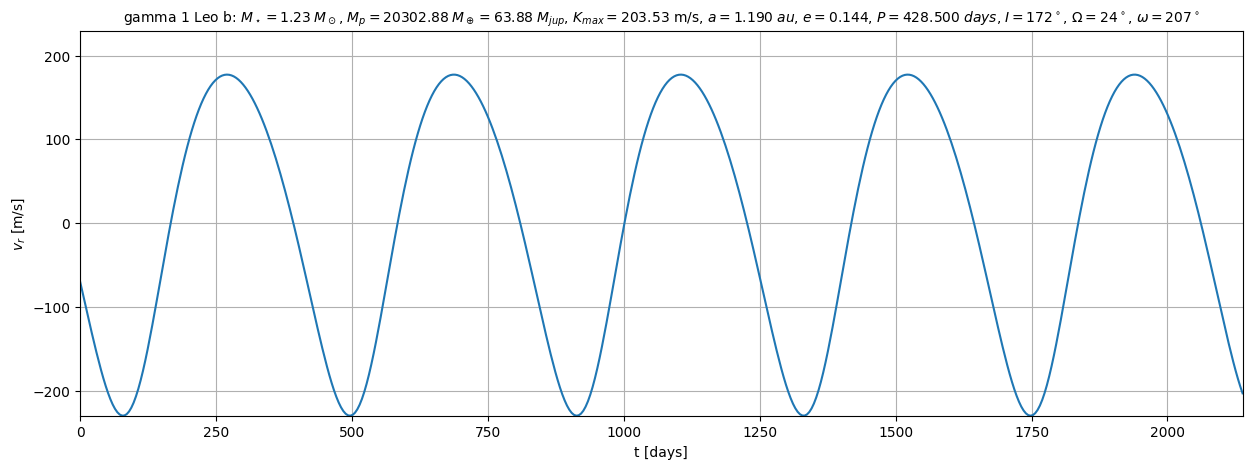 gamma 1 Leo b: M⋆ = 1.23 M⊙, Mp = 20302.88 M⊕ = 63.88 Mjup, Kmax = 203.53 m/s, a = 1.190 au, e = 0.144, P = 428.500 days, I = 172°, Ω = 24°, ω = 207°
200
100
0
−100
−200
vr [m/s]
0 250 500 750 1000 1250 1500 1750 2000
t [days]